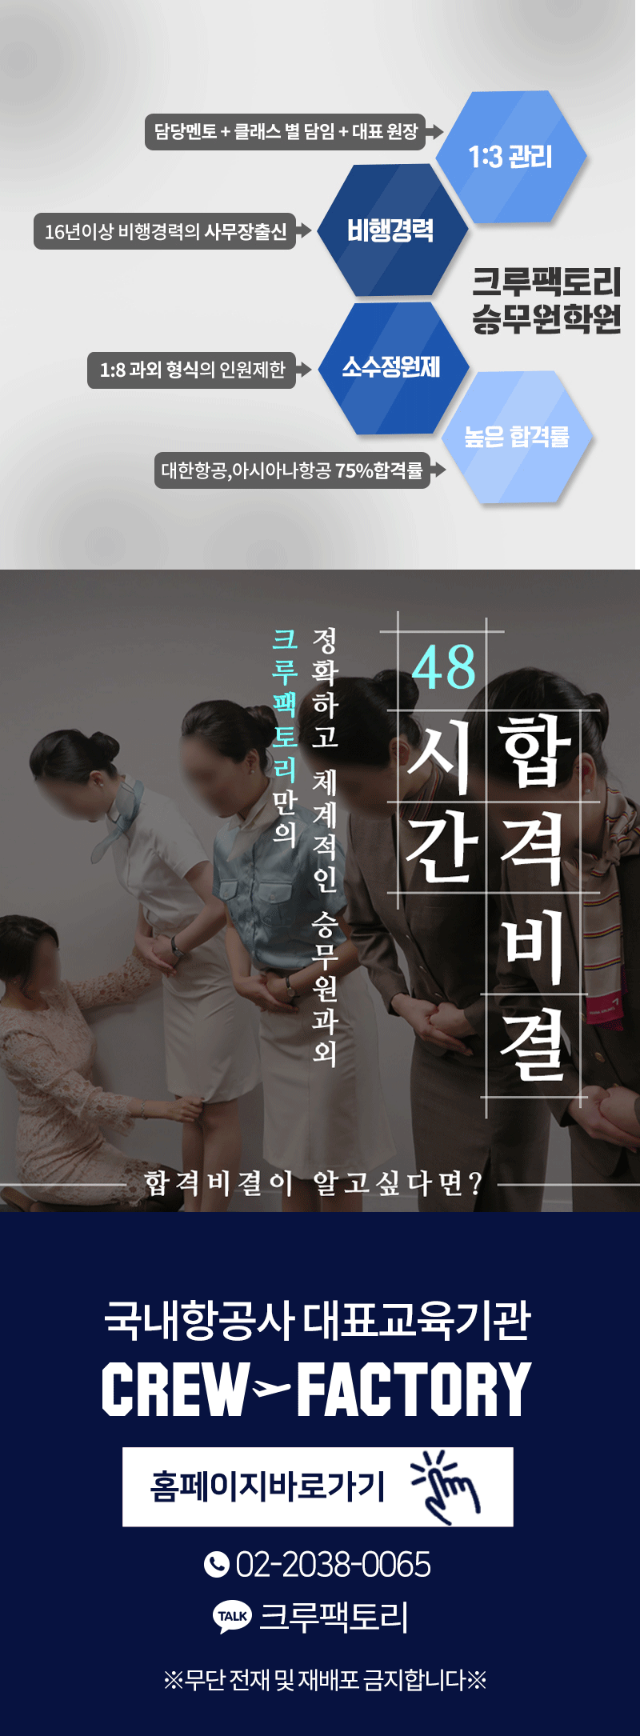 담당멘토 + 클래스 별 담임 + 대표 원장
1:3 관리
16년이상 비행경력의 사무장출신
비행경력
크루팩토리
승무원학원
1:8 과외 형식의 인원제한
소수정원제
높은 합격률
대한항공,아시아나항공 75%합격률
48
시간
합격비결
정확하고 체계적인 승무원과외
크루팩토리만의
합격비결이 알고싶다면?
국내항공사 대표교육기관
CREW FACTORY
홈페이지바로가기
02-2038-0065
TALK 크루팩토리
※무단 전재 및 재배포 금지합니다※